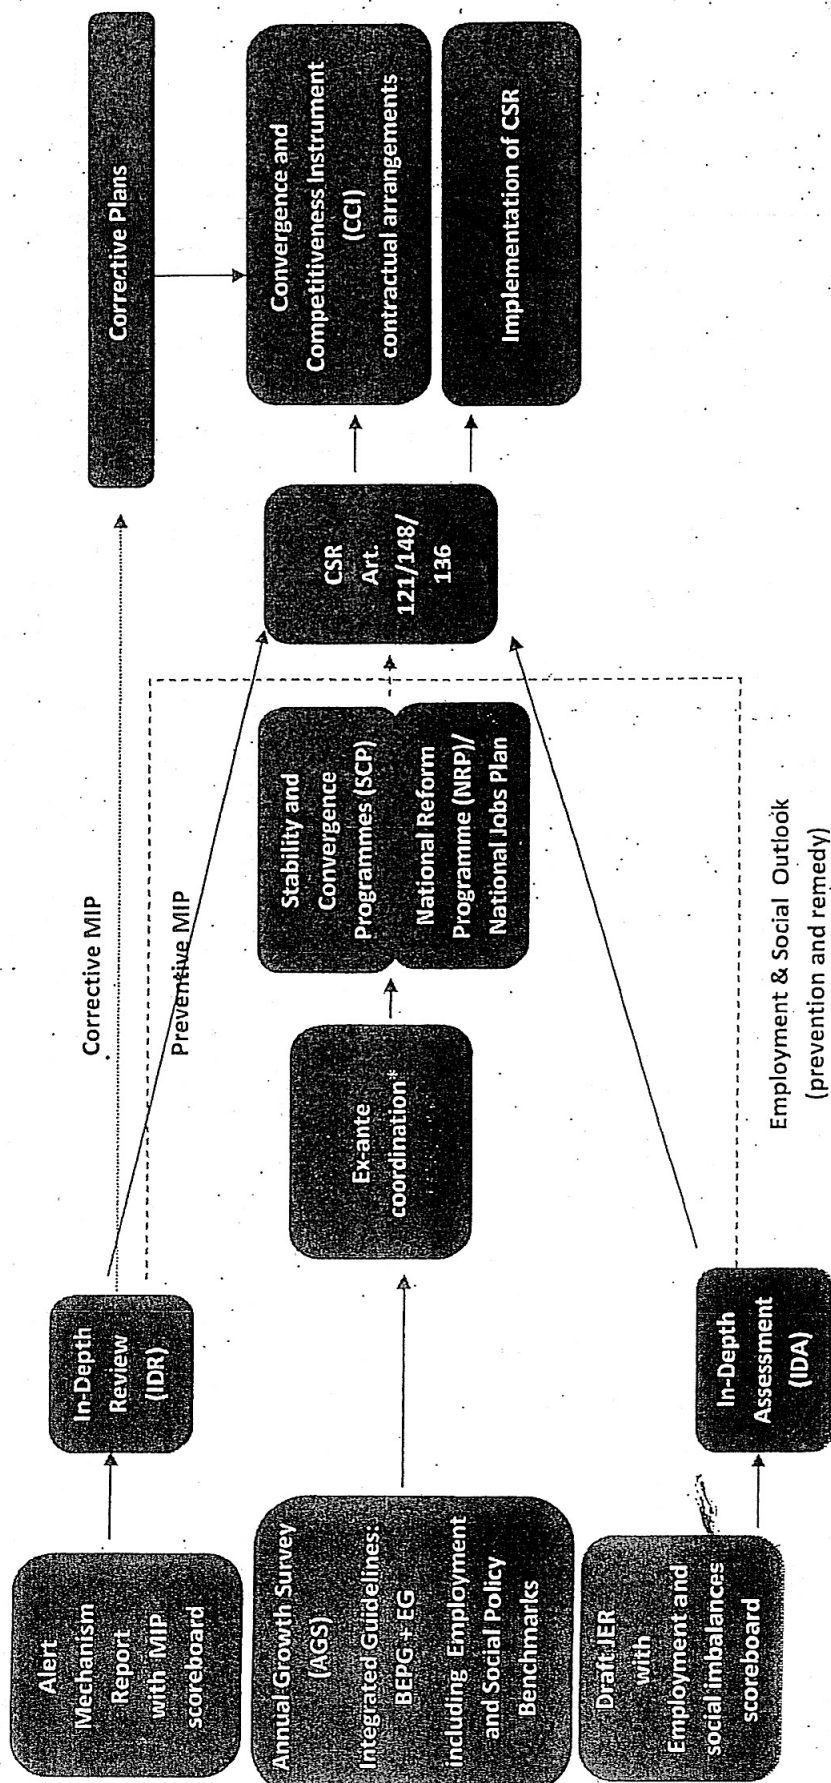 Alert
Mechanism
Report
with MIP
scoreboard
In-Depth
Review
(IDR)
Corrective MIP
Preventive MIP
Corrective Plans
Annual Growth Survey
(AGS)
Integrated Guidelines:
BEPG + EG
including Employment
and Social Policy
Benchmarks
Ex-ante
coordination*
Stability and
Convergence
Programmes (SCP)
National Reform
Programme (NRP)/
National Jobs Plan
CSR
Art.
121/148/
136
Convergence and
Competitiveness Instrument
(CCI)
contractual arrangements
Implementation of CSR
Draft JER
with
Employment and
social imbalances
scoreboard
In-Depth
Assessment
(IDA)
Employment & Social Outlook
(prevention and remedy)